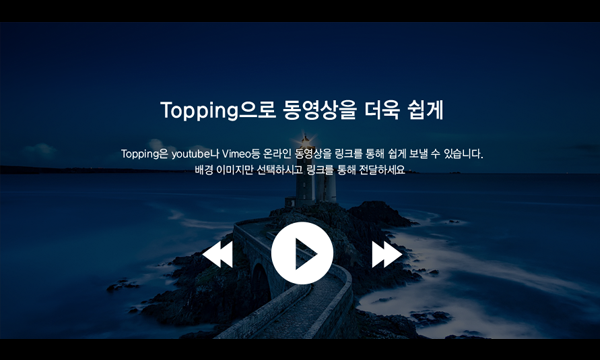 Topping으로 동영상을 더욱 쉽게
Topping은 youtube나 Vimeo등 온라인 동영상을 링크를 통해 쉽게 보낼 수 있습니다.
배경 이미지만 선택하시고 링크를 통해 전달하세요